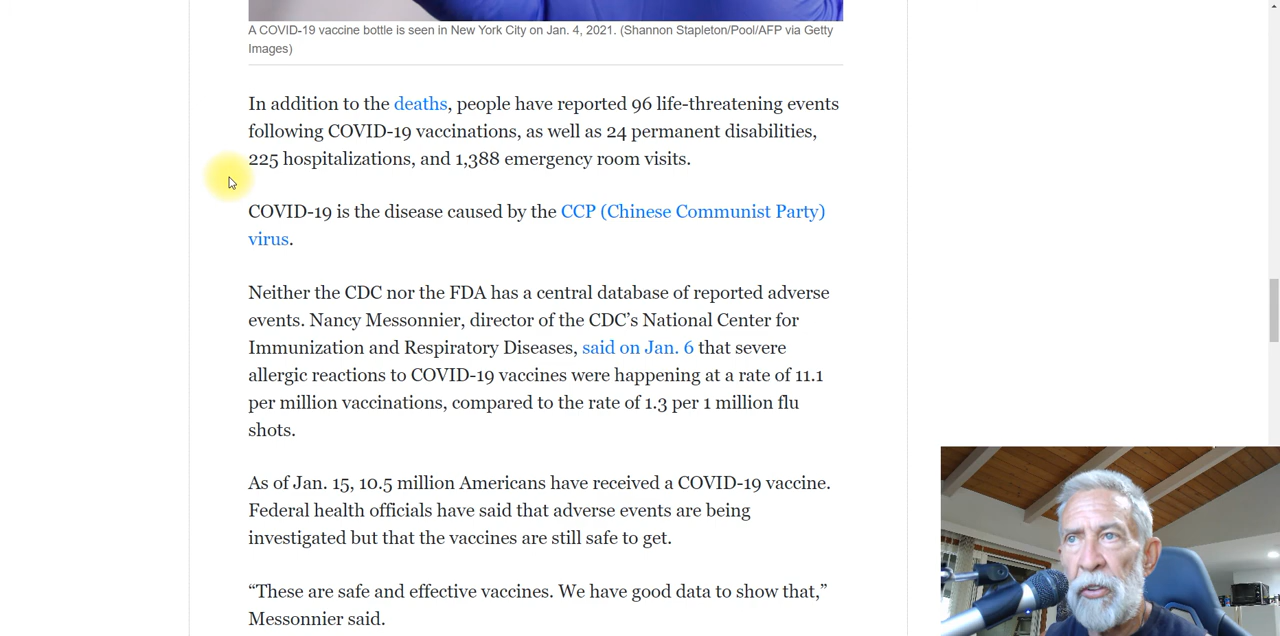 A COVID-19 vaccine bottle is seen in New York City on Jan. 4, 2021. (Shannon Stapleton/Pool/AFP via Getty
Images)
In addition to the deaths, people have reported 96 life-threatening events
following COVID-19 vaccinations, as well as 24 permanent disabilities,
225 hospitalizations, and 1,388 emergency room visits.
COVID-19 is the disease caused by the CCP (Chinese Communist Party)
virus.
Neither the CDC nor the FDA has a central database of reported adverse
events. Nancy Messonnier, director of the CDC’s National Center for
Immunization and Respiratory Diseases, said on Jan. 6 that severe
allergic reactions to COVID-19 vaccines were happening at a rate of 11.1
per million vaccinations, compared to the rate of 1.3 per 1 million flu
shots.
As of Jan. 15, 10.5 million Americans have received a COVID-19 vaccine.
Federal health officials have said that adverse events are being
investigated but that the vaccines are still safe to get.
“These are safe and effective vaccines. We have good data to show that,”
Messonnier said.